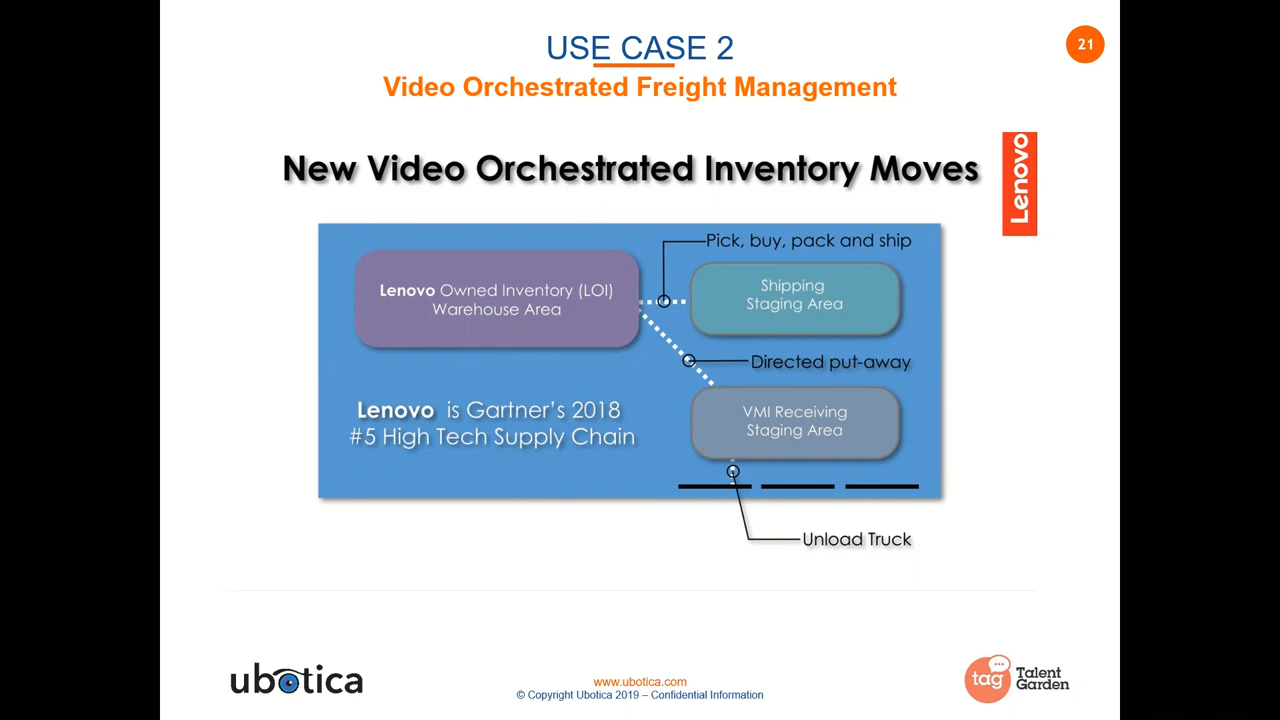 USE CASE 2
21
Video Orchestrated Freight Management
New Video Orchestrated Inventory Moves
Lenovo
Pick, buy, pack and ship
Lenovo Owned Inventory (LOI)
Warehouse Area
Shipping
Staging Area
Directed put-away
Lenovo is Gartner's 2018
#5 High Tech Supply Chain
VMI Receiving
Staging Area
Unload Truck
ubotica
www.ubotica.com
© Copyright Ubotica 2019 – Confidential Information
tag
Talent
Garden